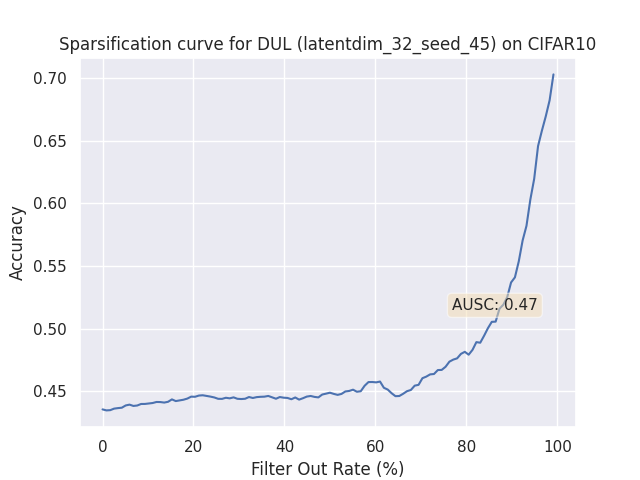 Sparsification curve for DUL (latentdim_32_seed_45) on CIFAR10
0.70
0.65
0.60
0.55
0.50
0.45
Accuracy
AUSC: 0.47
0 20 40 60 80 100
Filter Out Rate (%)